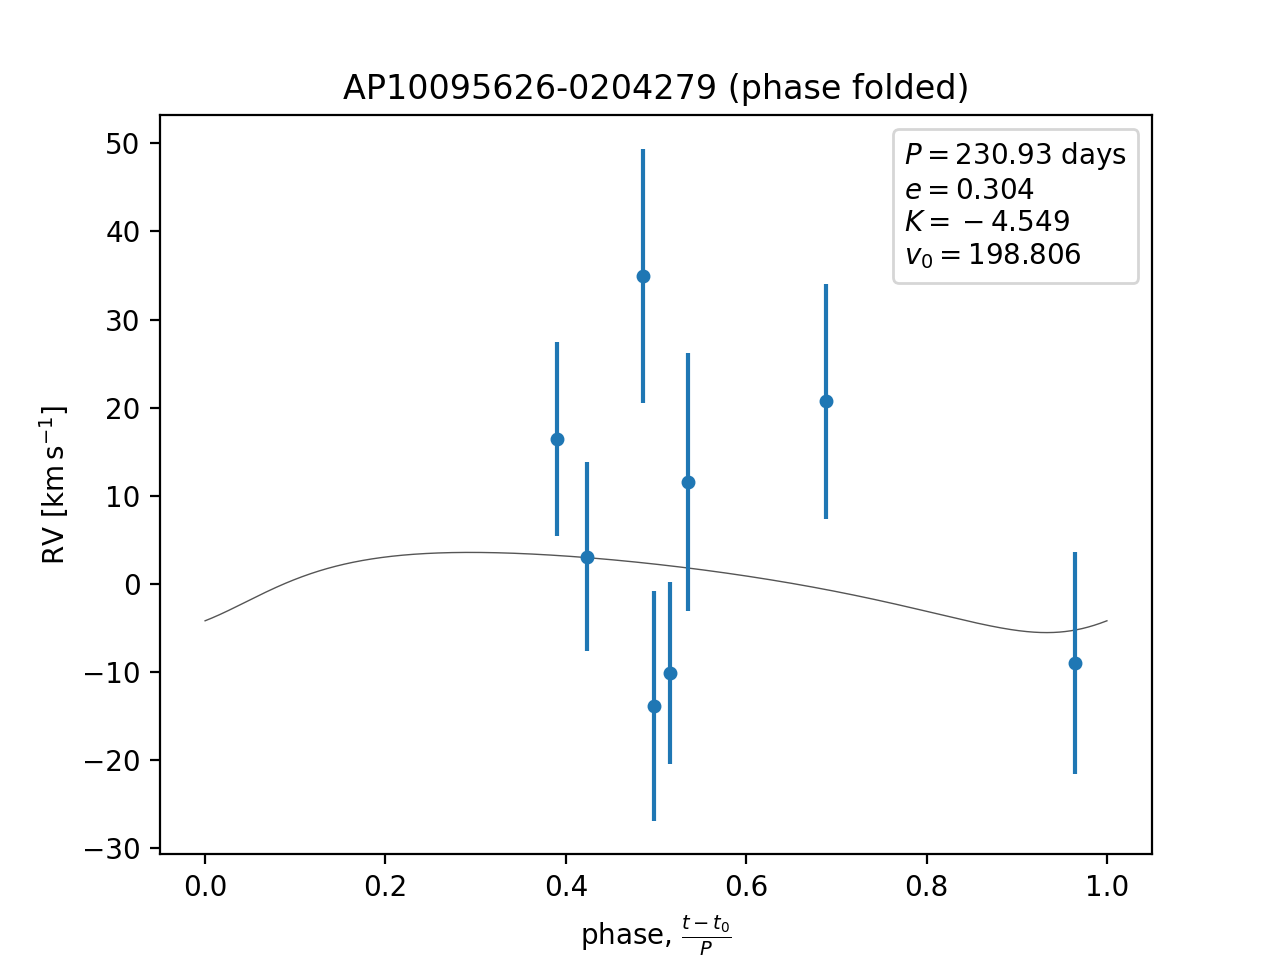 AP10095626-0204279 (phase folded)
P = 230.93 days
e = 0.304
K = −4.549
v₀ = 198.806
RV [km s⁻¹]
50
40
30
20
10
0
−10
−20
−30
0.0 0.2 0.4 0.6 0.8 1.0
phase, (t − t₀)/P